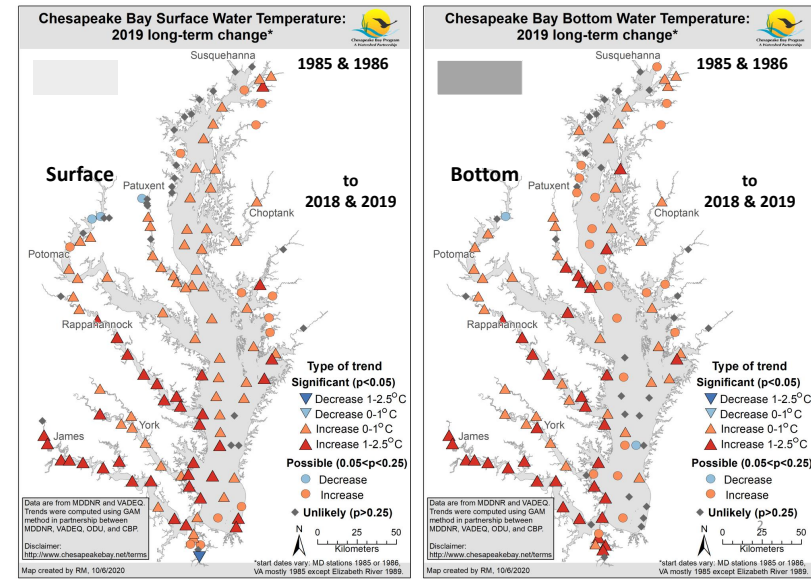 Chesapeake Bay Surface Water Temperature:
2019 long-term change*
Chesapeake Bay Program
A Watershed Partnership
Susquehanna
1985 & 1986
Surface
to
2018 & 2019
Patuxent
Choptank
Potomac
Rappahannock
York
James
Type of trend
Significant (p<0.05)
Decrease 1-2.5°C
Decrease 0-1°C
Increase 0-1°C
Increase 1-2.5°C
Possible (0.05<p<0.25)
Decrease
Increase
Unlikely (p>0.25)
Data are from MDDNR and VADEQ.
Trends were computed using GAM
method in partnership between
MDDNR, VADEQ, ODU, and CBP.
Disclaimer:
http://www.chesapeakebay.net/terms
N
0 25 50
Kilometers
Map created by RM, 10/6/2020
*start dates vary: MD stations 1985 or 1986,
VA mostly 1985 except Elizabeth River 1989.
Chesapeake Bay Bottom Water Temperature:
2019 long-term change*
Chesapeake Bay Program
A Watershed Partnership
Susquehanna
1985 & 1986
Bottom
to
2018 & 2019
Patuxent
Choptank
Potomac
Rappahannock
York
James
Type of trend
Significant (p<0.05)
Decrease 1-2.5°C
Decrease 0-1°C
Increase 0-1°C
Increase 1-2.5°C
Possible (0.05<p<0.25)
Decrease
Increase
Unlikely (p>0.25)
2
Data are from MDDNR and VADEQ.
Trends were computed using GAM
method in partnership between
MDDNR, VADEQ, ODU, and CBP.
Disclaimer:
http://www.chesapeakebay.net/terms
N
0 25 50
Kilometers
Map created by RM, 10/6/2020
*start dates vary: MD stations 1985 or 1986,
VA mostly 1985 except Elizabeth River 1989.